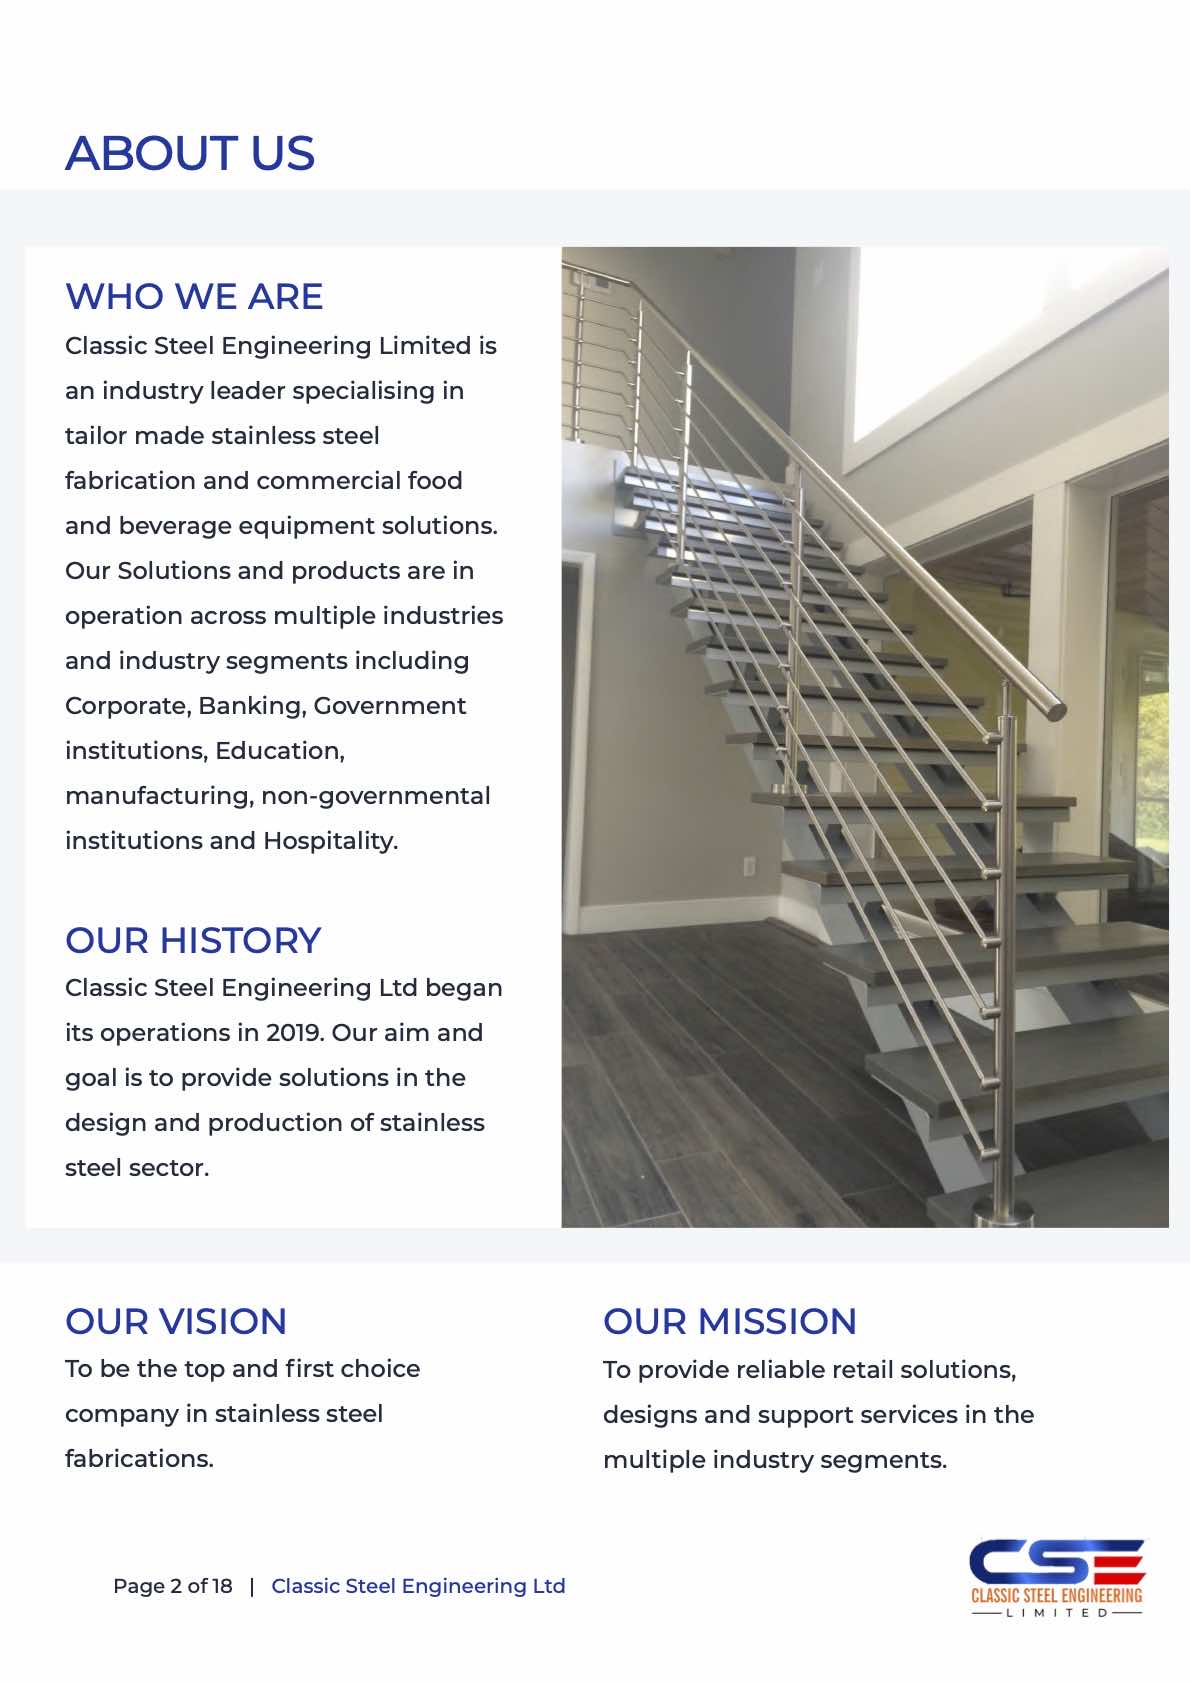 ABOUT US
WHO WE ARE
Classic Steel Engineering Limited is
an industry leader specialising in
tailor made stainless steel
fabrication and commercial food
and beverage equipment solutions.
Our Solutions and products are in
operation across multiple industries
and industry segments including
Corporate, Banking, Government
institutions, Education,
manufacturing, non-governmental
institutions and Hospitality.
OUR HISTORY
Classic Steel Engineering Ltd began
its operations in 2019. Our aim and
goal is to provide solutions in the
design and production of stainless
steel sector.
OUR VISION
To be the top and first choice
company in stainless steel
fabrications.
OUR MISSION
To provide reliable retail solutions,
designs and support services in the
multiple industry segments.
Page 2 of 18 | Classic Steel Engineering Ltd
CSE
CLASSIC STEEL ENGINEERING
LIMITED